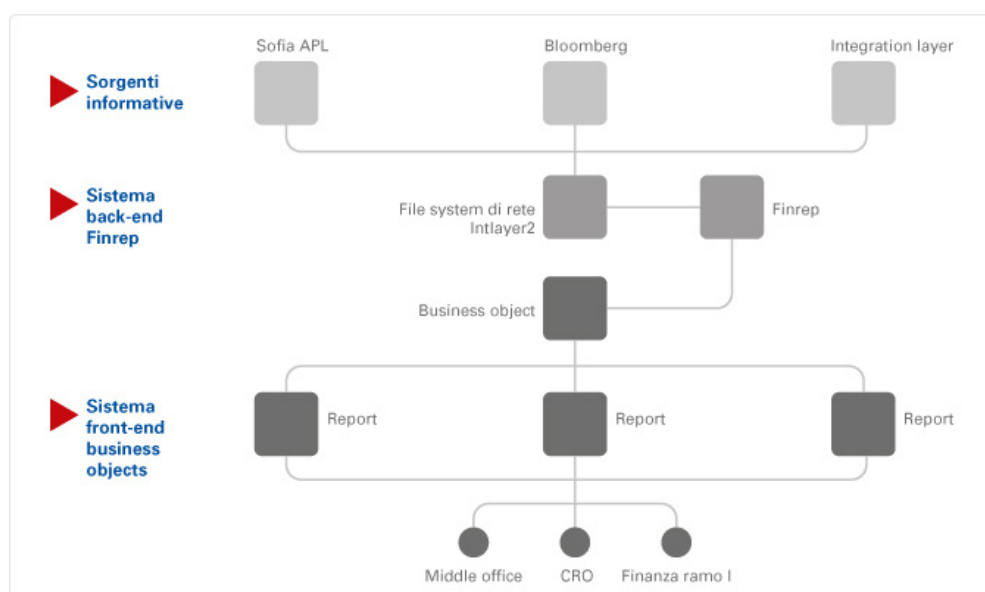 Sofia APL
Bloomberg
Integration layer
Sorgenti
informative
Sistema
back-end
Finrep
File system di rete
Intlayer2
Finrep
Business object
Sistema
front-end
business
objects
Report
Report
Report
Middle office
CRO
Finanza ramo I